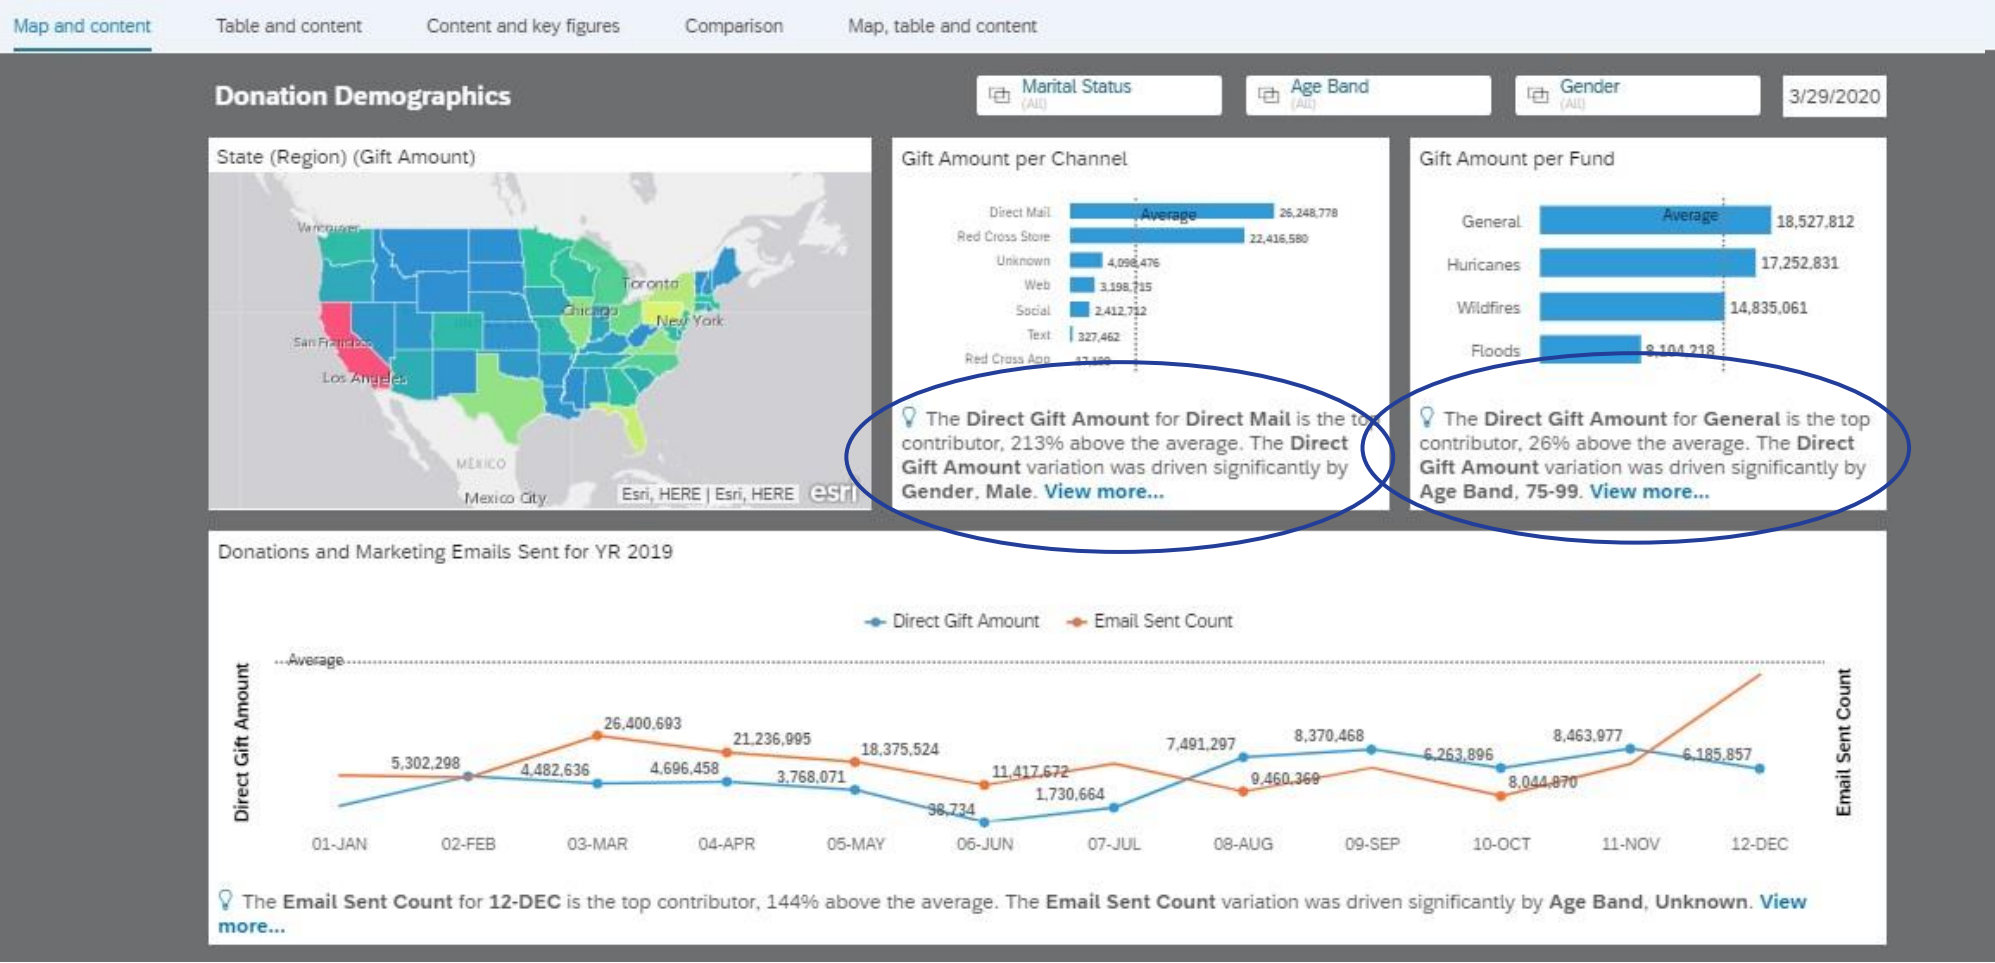 Map and content
Table and content
Content and key figures
Comparison
Map, table and content
Donation Demographics
Marital Status
(All)
Age Band
(All)
Gender
(All)
3/29/2020
State (Region) (Gift Amount)
Vancouver
Toronto
Chicago
New York
San Francisco
Los Angeles
MÉXICO
Mexico City
Esri, HERE | Esri, HERE esri
Gift Amount per Channel
Average
Direct Mail 26,248,778
Red Cross Store 22,416,580
Unknown 4,098,476
Web 3,198,715
Social 2,412,712
Text 327,462
Red Cross App
The Direct Gift Amount for Direct Mail is the top
contributor, 213% above the average. The Direct
Gift Amount variation was driven significantly by
Gender, Male. View more...
Gift Amount per Fund
Average
General 18,527,812
Huricanes 17,252,831
Wildfires 14,835,061
Floods 8,104,218
The Direct Gift Amount for General is the top
contributor, 26% above the average. The Direct
Gift Amount variation was driven significantly by
Age Band, 75-99. View more...
Donations and Marketing Emails Sent for YR 2019
Direct Gift Amount Email Sent Count
Average
Direct Gift Amount
Email Sent Count
5,302,298
26,400,693
4,482,636
21,236,995
4,696,458
18,375,524
3,768,071
11,417,672
38,734
1,730,664
7,491,297
9,460,369
8,370,468
6,263,896
8,044,870
8,463,977
6,185,857
01-JAN 02-FEB 03-MAR 04-APR 05-MAY 06-JUN 07-JUL 08-AUG 09-SEP 10-OCT 11-NOV 12-DEC
The Email Sent Count for 12-DEC is the top contributor, 144% above the average. The Email Sent Count variation was driven significantly by Age Band, Unknown. View
more...